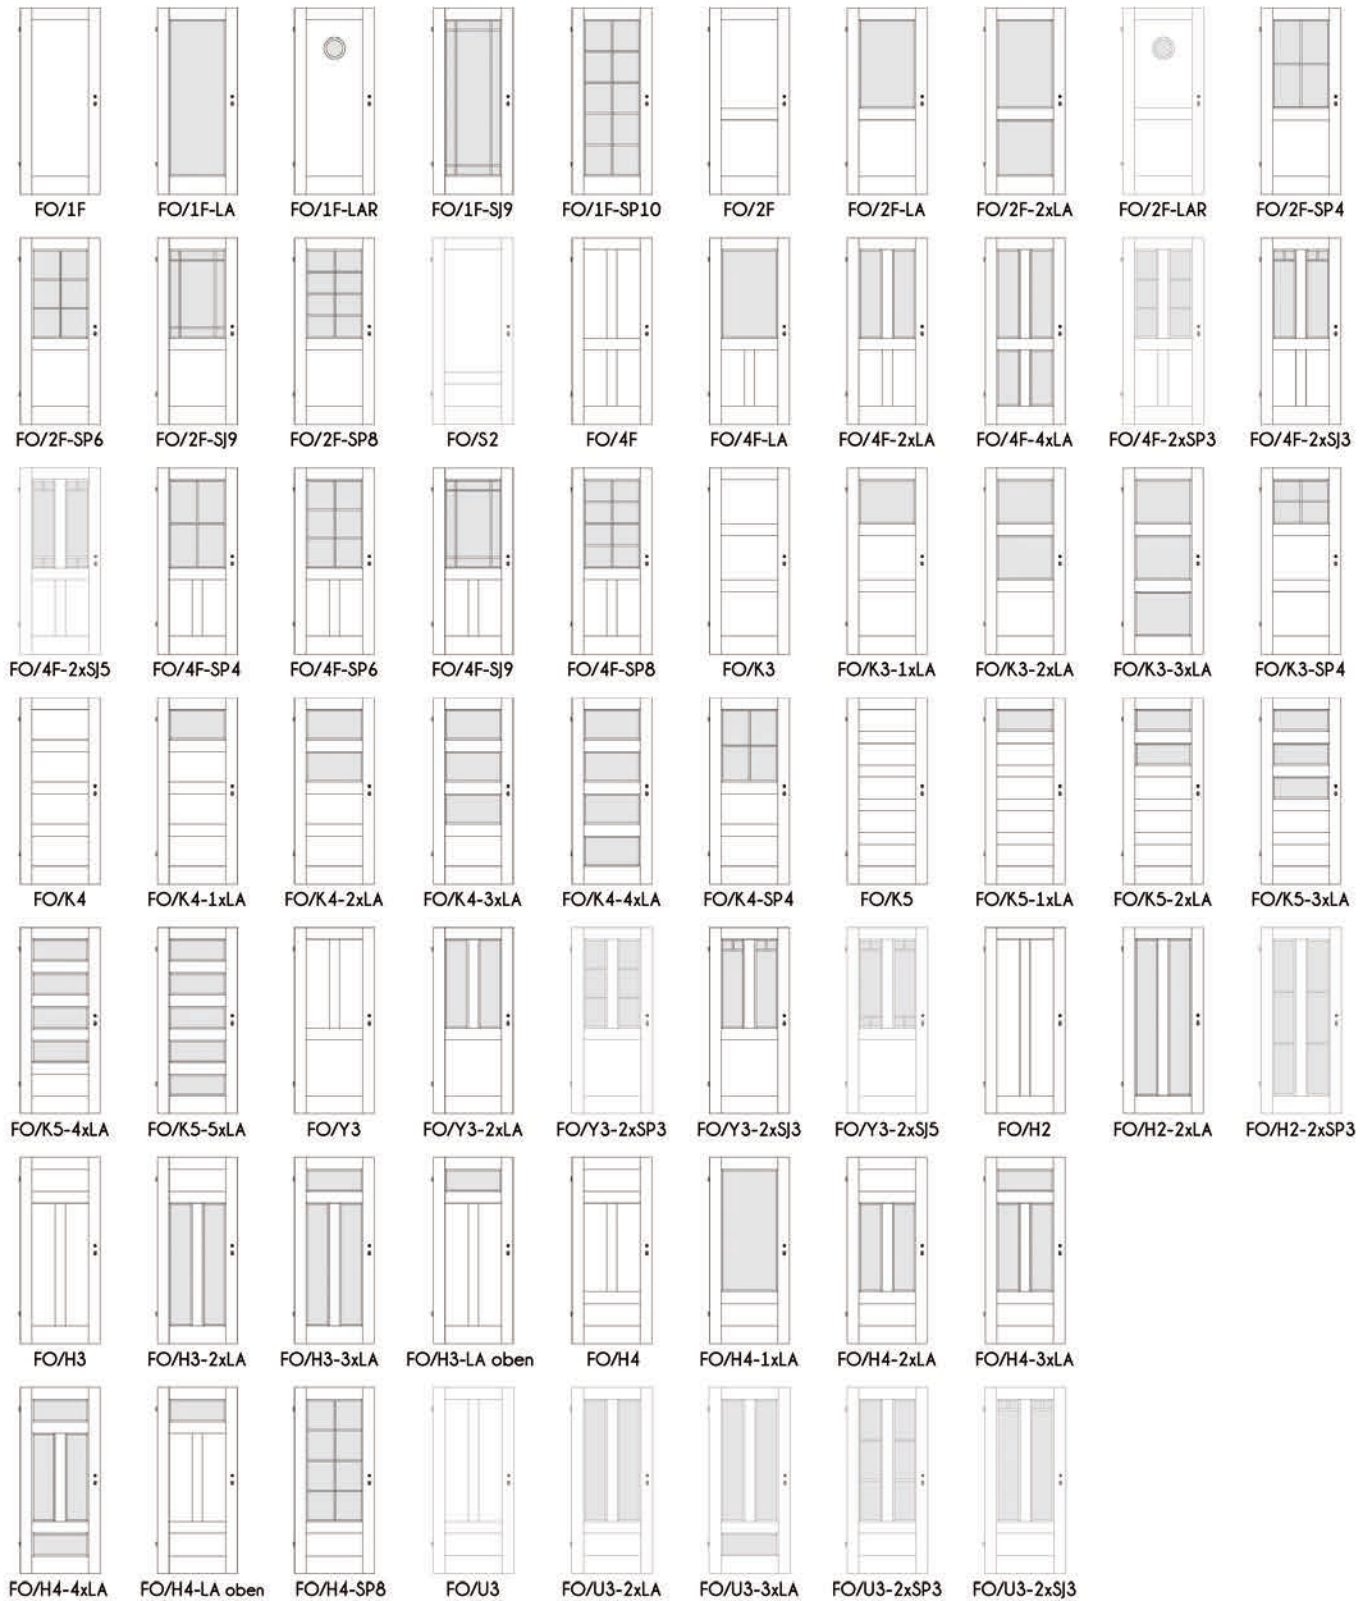 FO/1F FO/1F-LA FO/1F-LAR FO/1F-SJ9 FO/1F-SP10 FO/2F FO/2F-LA FO/2F-2xLA FO/2F-LAR FO/2F-SP4
FO/2F-SP6 FO/2F-SJ9 FO/2F-SP8 FO/S2 FO/4F FO/4F-LA FO/4F-2xLA FO/4F-4xLA FO/4F-2xSP3 FO/4F-2xSJ3
FO/4F-2xSJ5 FO/4F-SP4 FO/4F-SP6 FO/4F-SJ9 FO/4F-SP8 FO/K3 FO/K3-1xLA FO/K3-2xLA FO/K3-3xLA FO/K3-SP4
FO/K4 FO/K4-1xLA FO/K4-2xLA FO/K4-3xLA FO/K4-4xLA FO/K4-SP4 FO/K5 FO/K5-1xLA FO/K5-2xLA FO/K5-3xLA
FO/K5-4xLA FO/K5-5xLA FO/Y3 FO/Y3-2xLA FO/Y3-2xSP3 FO/Y3-2xSJ3 FO/Y3-2xSJ5 FO/H2 FO/H2-2xLA FO/H2-2xSP3
FO/H3 FO/H3-2xLA FO/H3-3xLA FO/H3-LA oben FO/H4 FO/H4-1xLA FO/H4-2xLA FO/H4-3xLA
FO/H4-4xLA FO/H4-LA oben FO/H4-SP8 FO/U3 FO/U3-2xLA FO/U3-3xLA FO/U3-2xSP3 FO/U3-2xSJ3